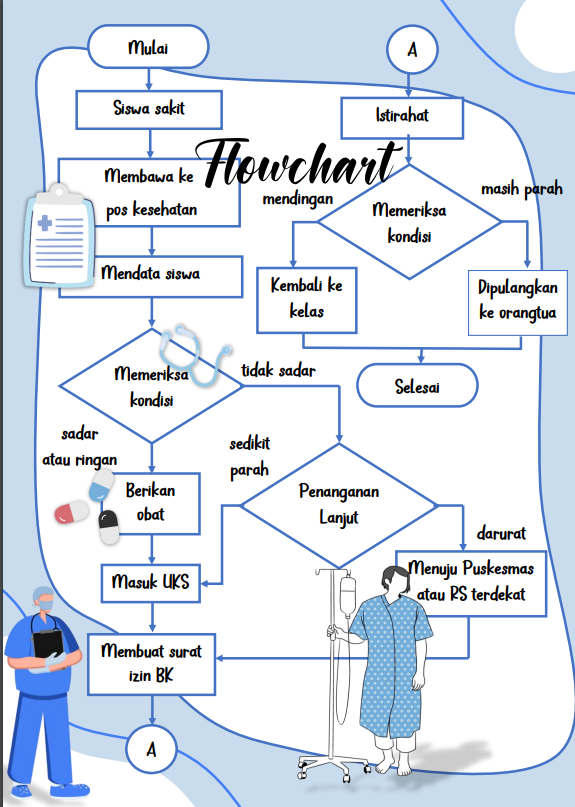 Flowchart
Mulai
Siswa sakit
Membawa ke
pos kesehatan
Mendata siswa
Memeriksa
kondisi
tidak sadar
sadar
atau ringan
Berikan
obat
sedikit
parah
Penanganan
Lanjut
darurat
Menuju Puskesmas
atau RS terdekat
Masuk UKS
Membuat surat
izin BK
A
A
Istirahat
Memeriksa
kondisi
mendingan
masih parah
Kembali ke
kelas
Dipulangkan
ke orangtua
Selesai